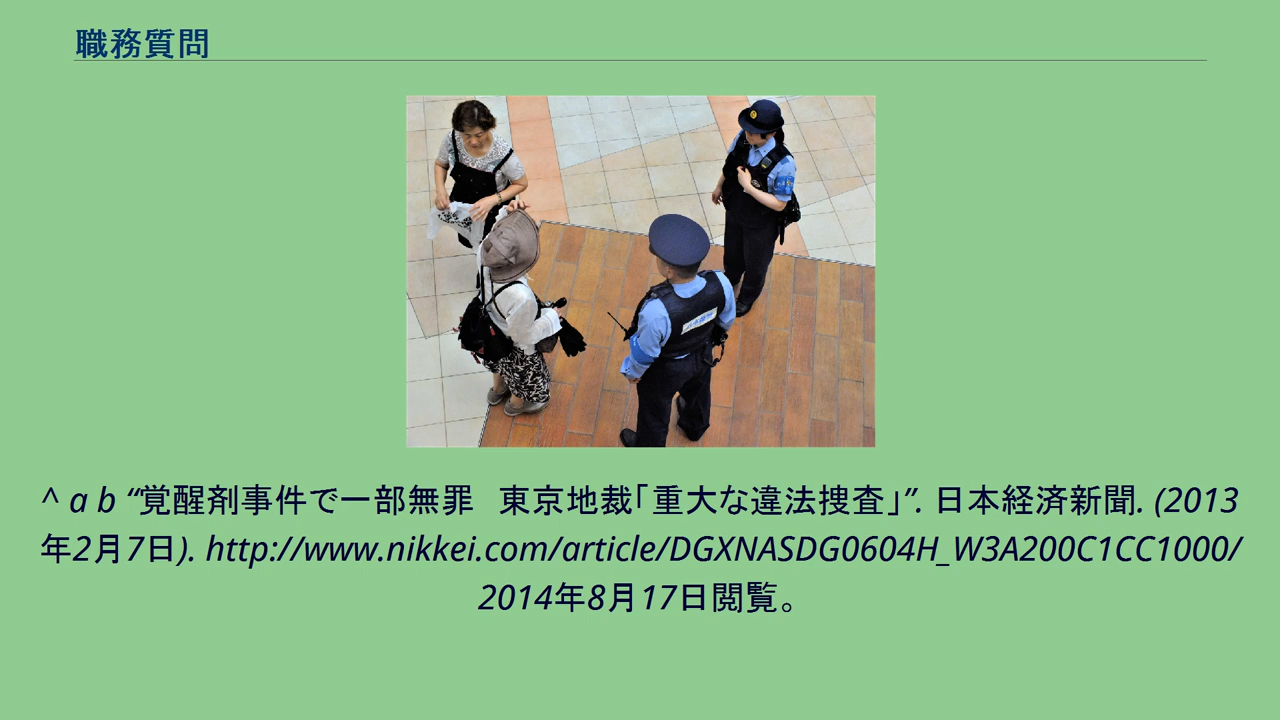 職務質問
^ a b “覚醒剤事件で一部無罪　東京地裁「重大な違法捜査」”. 日本経済新聞. (2013
年2月7日). http://www.nikkei.com/article/DGXNASDG0604H_W3A200C1CC1000/
2014年8月17日閲覧。